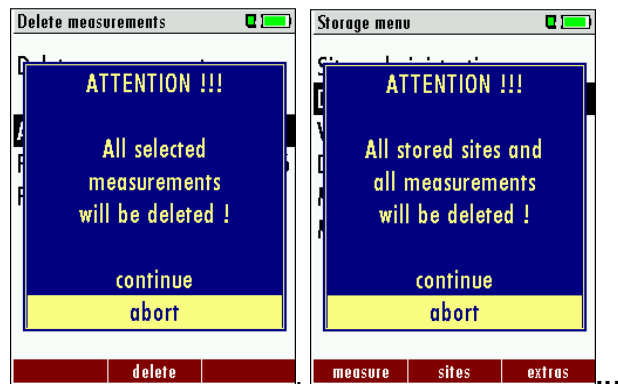 Delete measurements
ATTENTION !!!
All selected
measurements
will be deleted !
continue
abort
delete
.
Storage menu
ATTENTION !!!
All stored sites and
all measurements
will be deleted !
continue
abort
measure sites extras
...